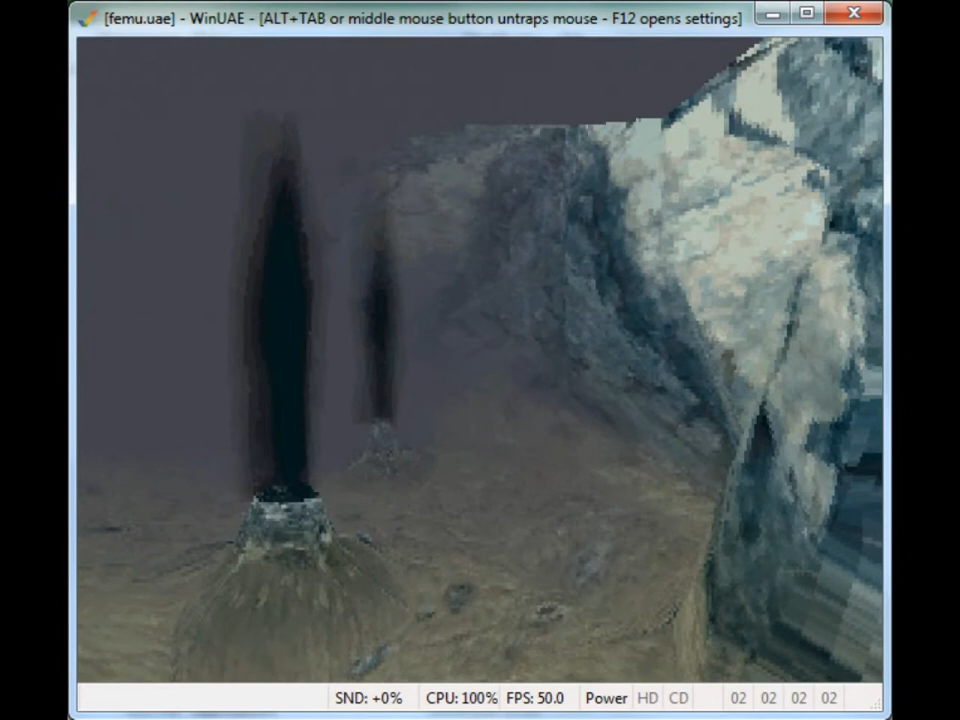 [femu.uae] - WinUAE - [ALT+TAB or middle mouse button untraps mouse - F12 opens settings]
SND: +0% CPU: 100% FPS: 50.0 Power HD CD 02 02 02 02